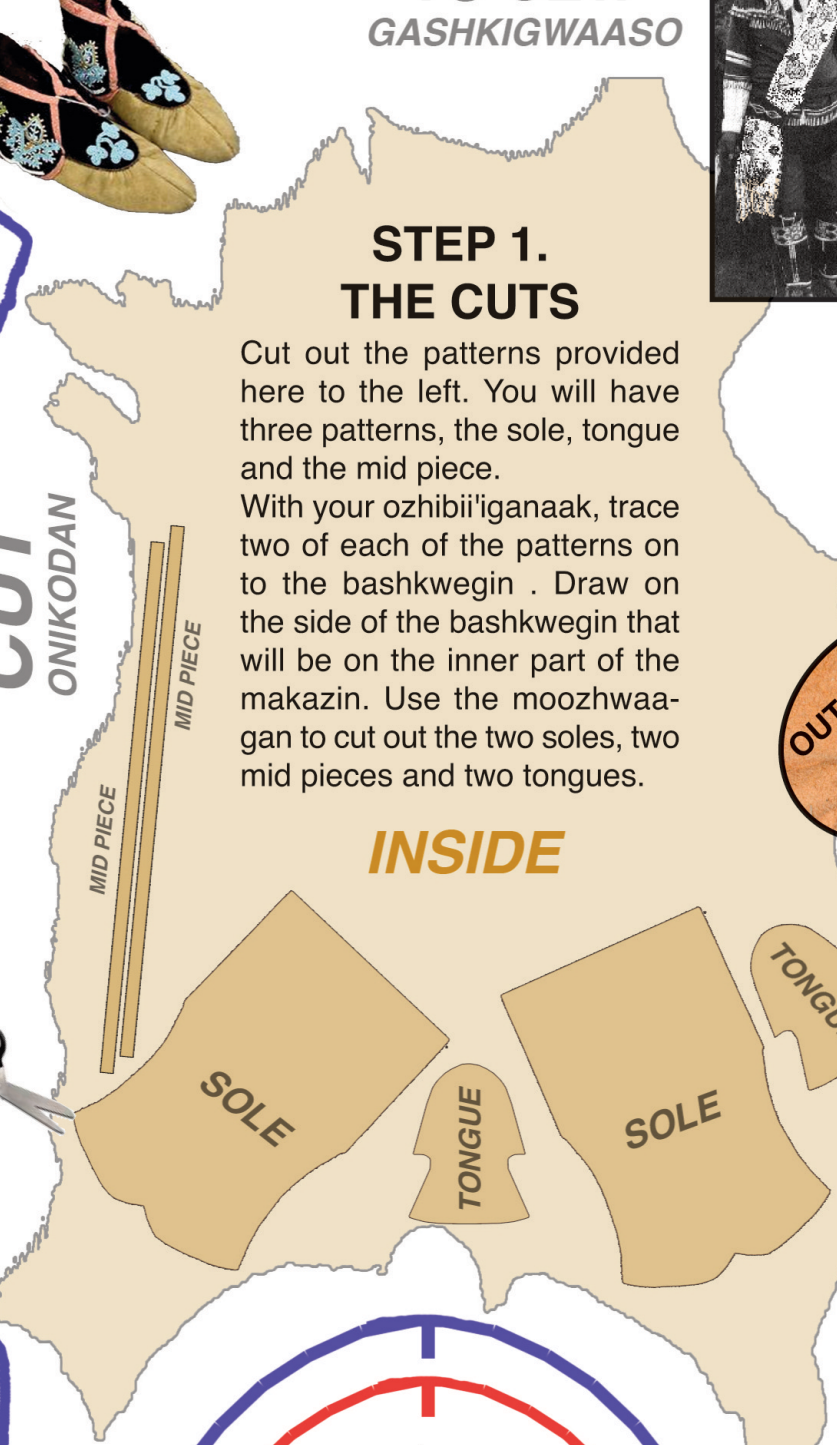 GASHKIGWAASO
STEP 1.
THE CUTS
Cut out the patterns provided
here to the left. You will have
three patterns, the sole, tongue
and the mid piece.
With your ozhibii'iganaak, trace
two of each of the patterns on
to the bashkwegin . Draw on
the side of the bashkwegin that
will be on the inner part of the
makazin. Use the moozhwaa-
gan to cut out the two soles, two
mid pieces and two tongues.
CUT
ONIKODAN
MID PIECE
MID PIECE
INSIDE
SOLE
TONGUE
SOLE
TONGU
OUT